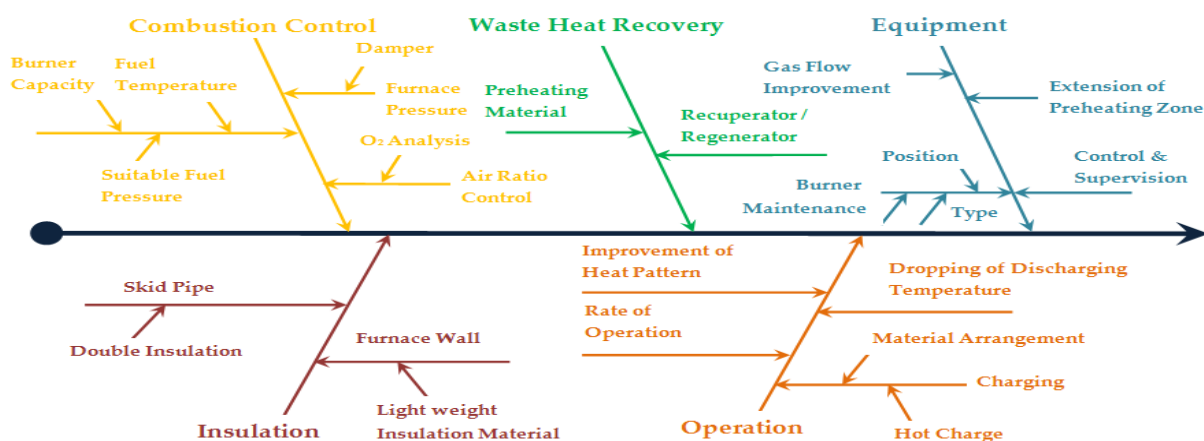 Combustion Control
Waste Heat Recovery
Equipment
Burner
Capacity
Fuel
Temperature
Damper
Furnace
Pressure
O₂ Analysis
Suitable Fuel
Pressure
Air Ratio
Control
Preheating
Material
Recuperator /
Regenerator
Gas Flow
Improvement
Extension of
Preheating Zone
Position
Control &
Supervision
Burner
Maintenance
Type
Skid Pipe
Double Insulation
Furnace Wall
Light weight
Insulation Material
Insulation
Improvement of
Heat Pattern
Rate of
Operation
Dropping of Discharging
Temperature
Material Arrangement
Charging
Hot Charge
Operation